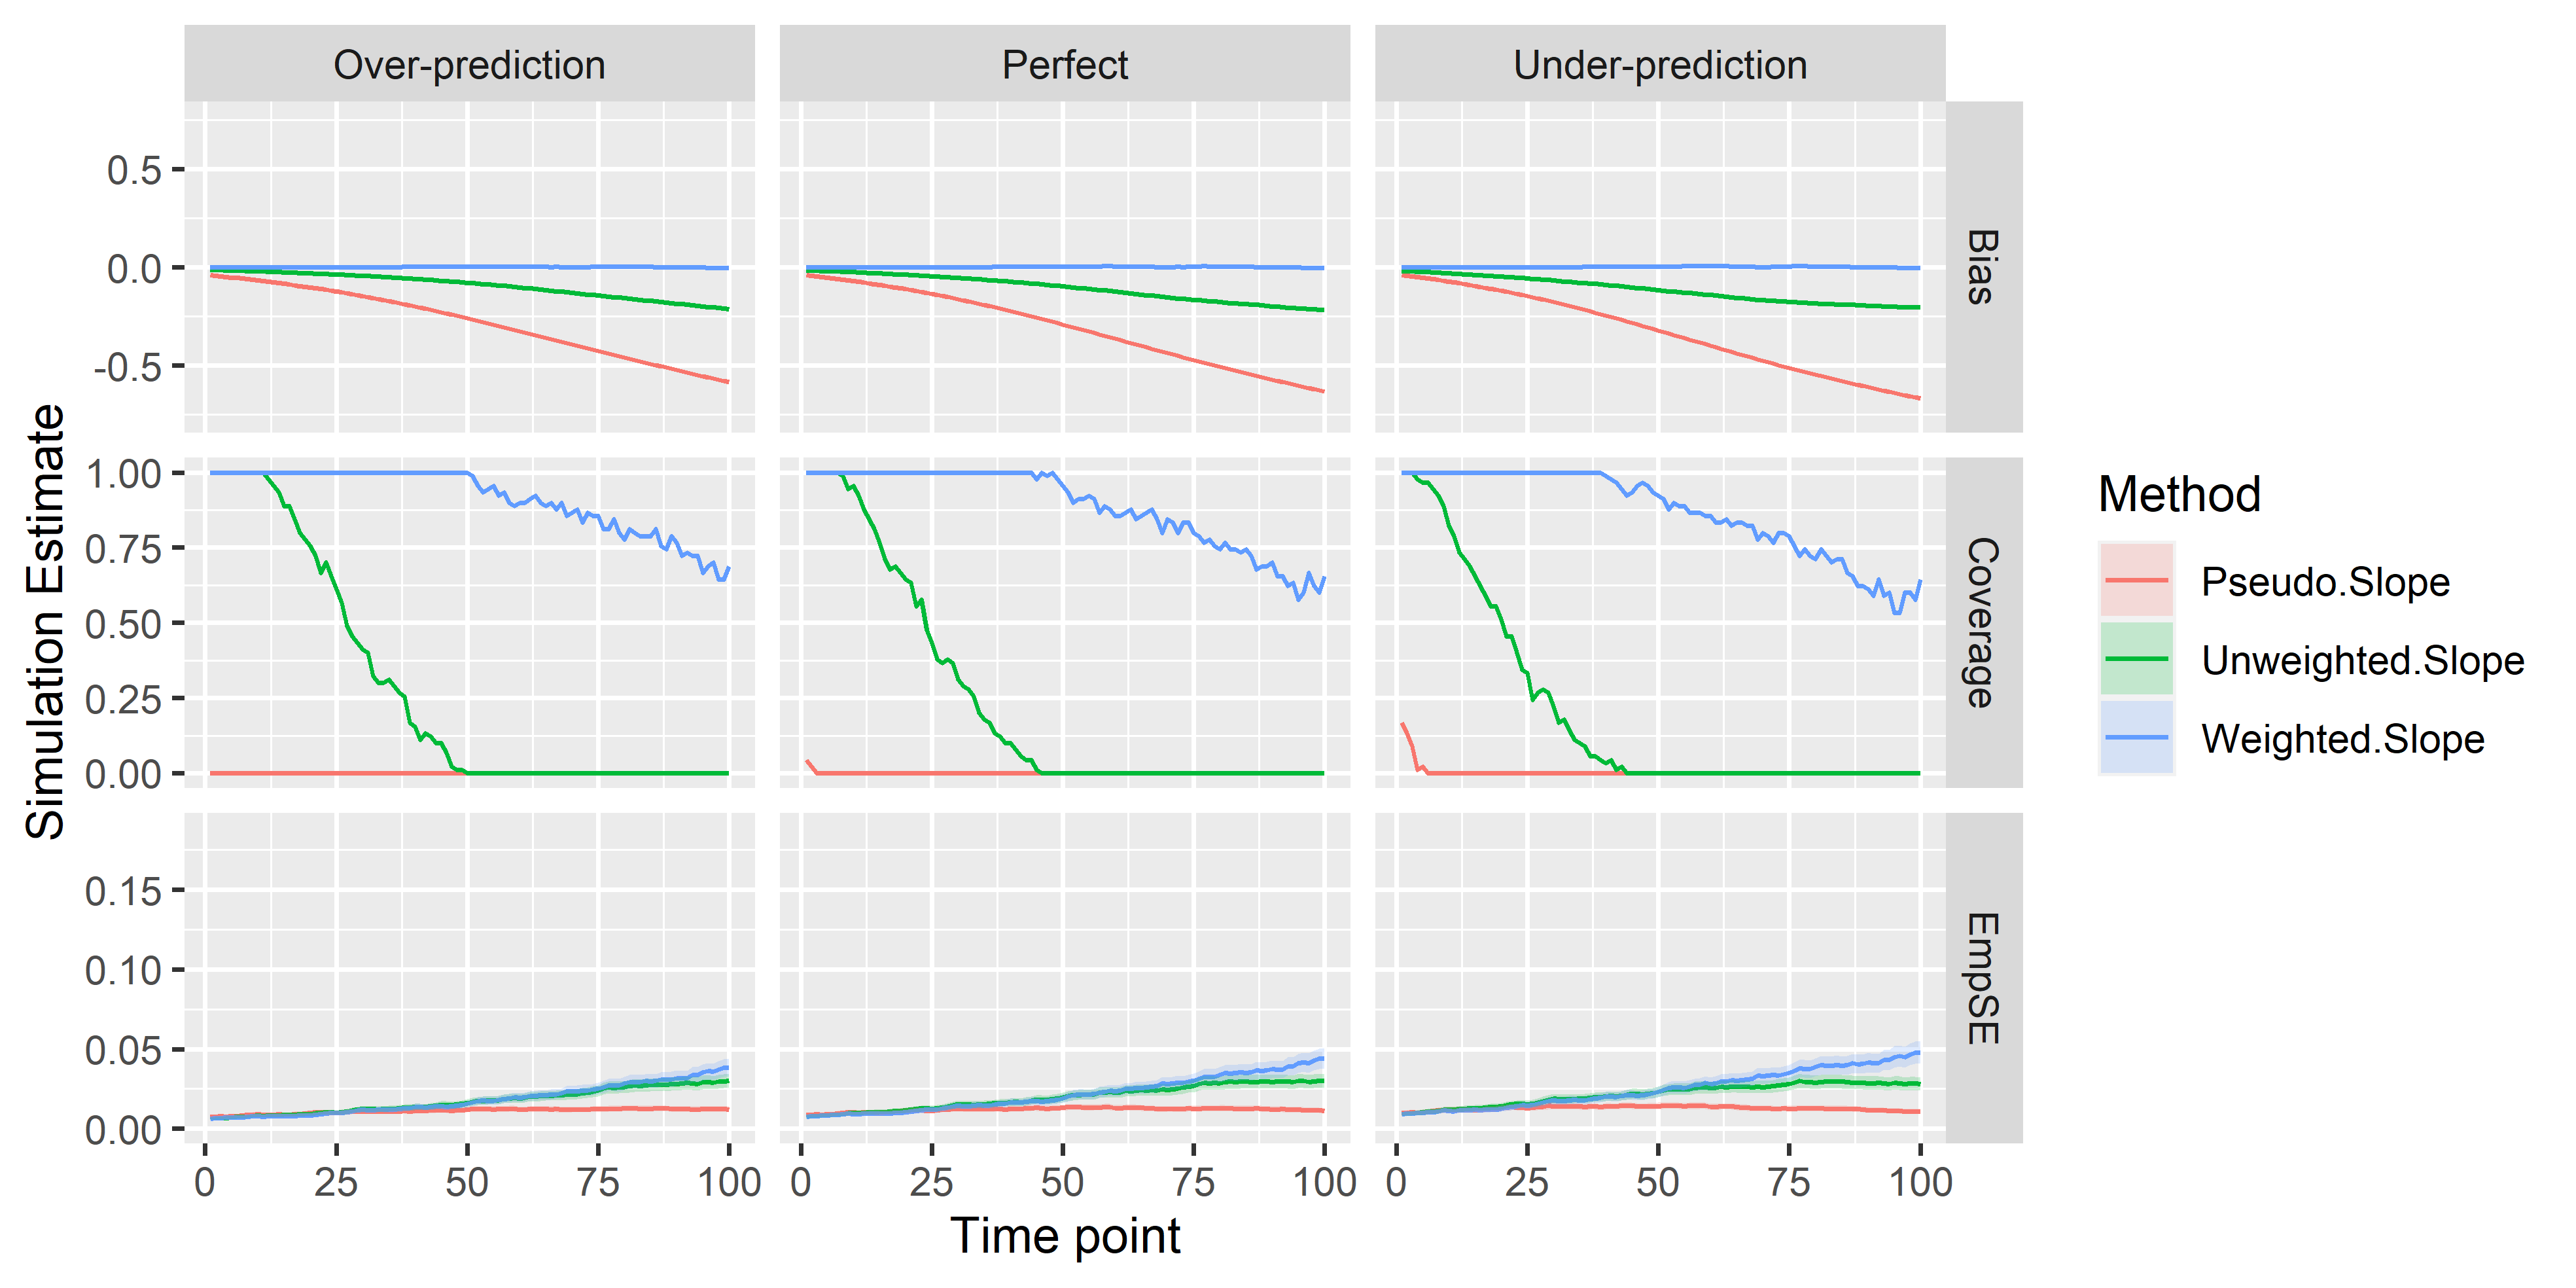 Over-prediction
Perfect
Under-prediction
0.5
0.0
-0.5
Bias
1.00
0.75
0.50
0.25
0.00
Coverage
0.15
0.10
0.05
0.00
EmpSE
0 25 50 75 100
0 25 50 75 100
0 25 50 75 100
Time point
Simulation Estimate
Method
Pseudo.Slope
Unweighted.Slope
Weighted.Slope